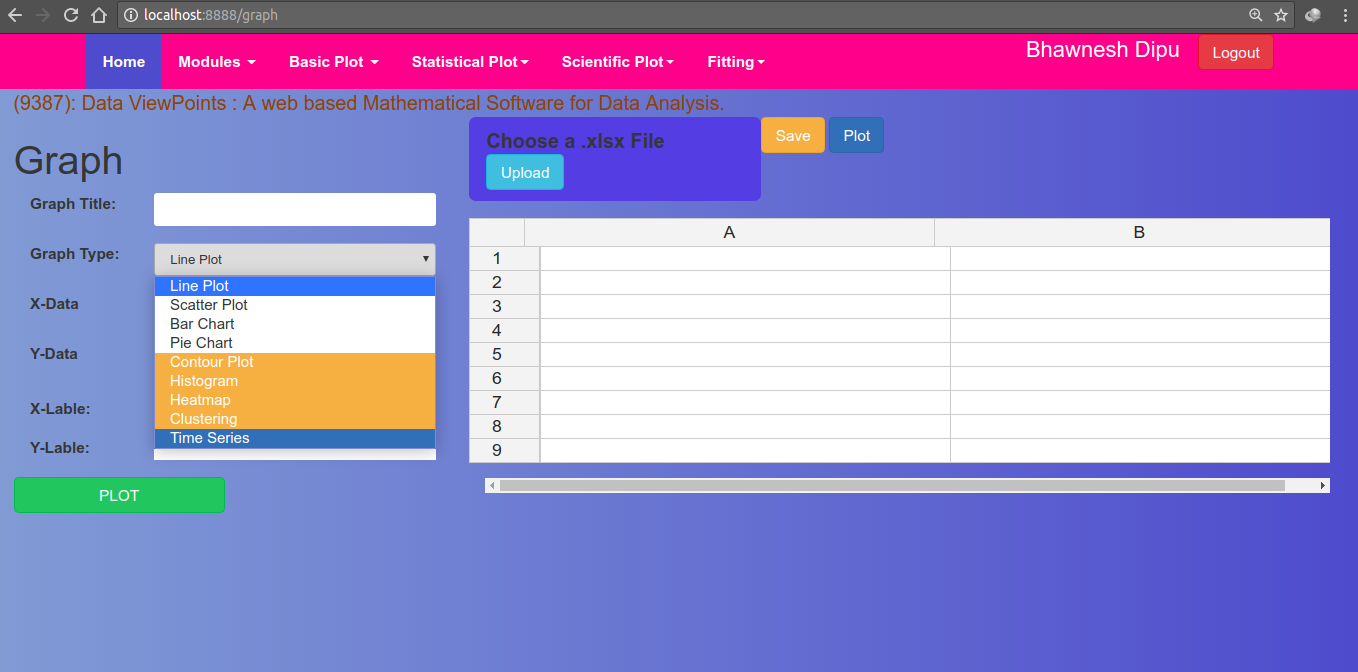 localhost:8888/graph
Home Modules Basic Plot Statistical Plot Scientific Plot Fitting Bhawnesh Dipu Logout
(9387): Data ViewPoints : A web based Mathematical Software for Data Analysis.
Graph
Graph Title:
Graph Type: Line Plot
Line Plot
Scatter Plot
Bar Chart
Pie Chart
Contour Plot
Histogram
Heatmap
Clustering
Time Series
X-Data
Y-Data
X-Lable:
Y-Lable:
PLOT
Choose a .xlsx File
Upload
Save Plot
A B
1
2
3
4
5
6
7
8
9